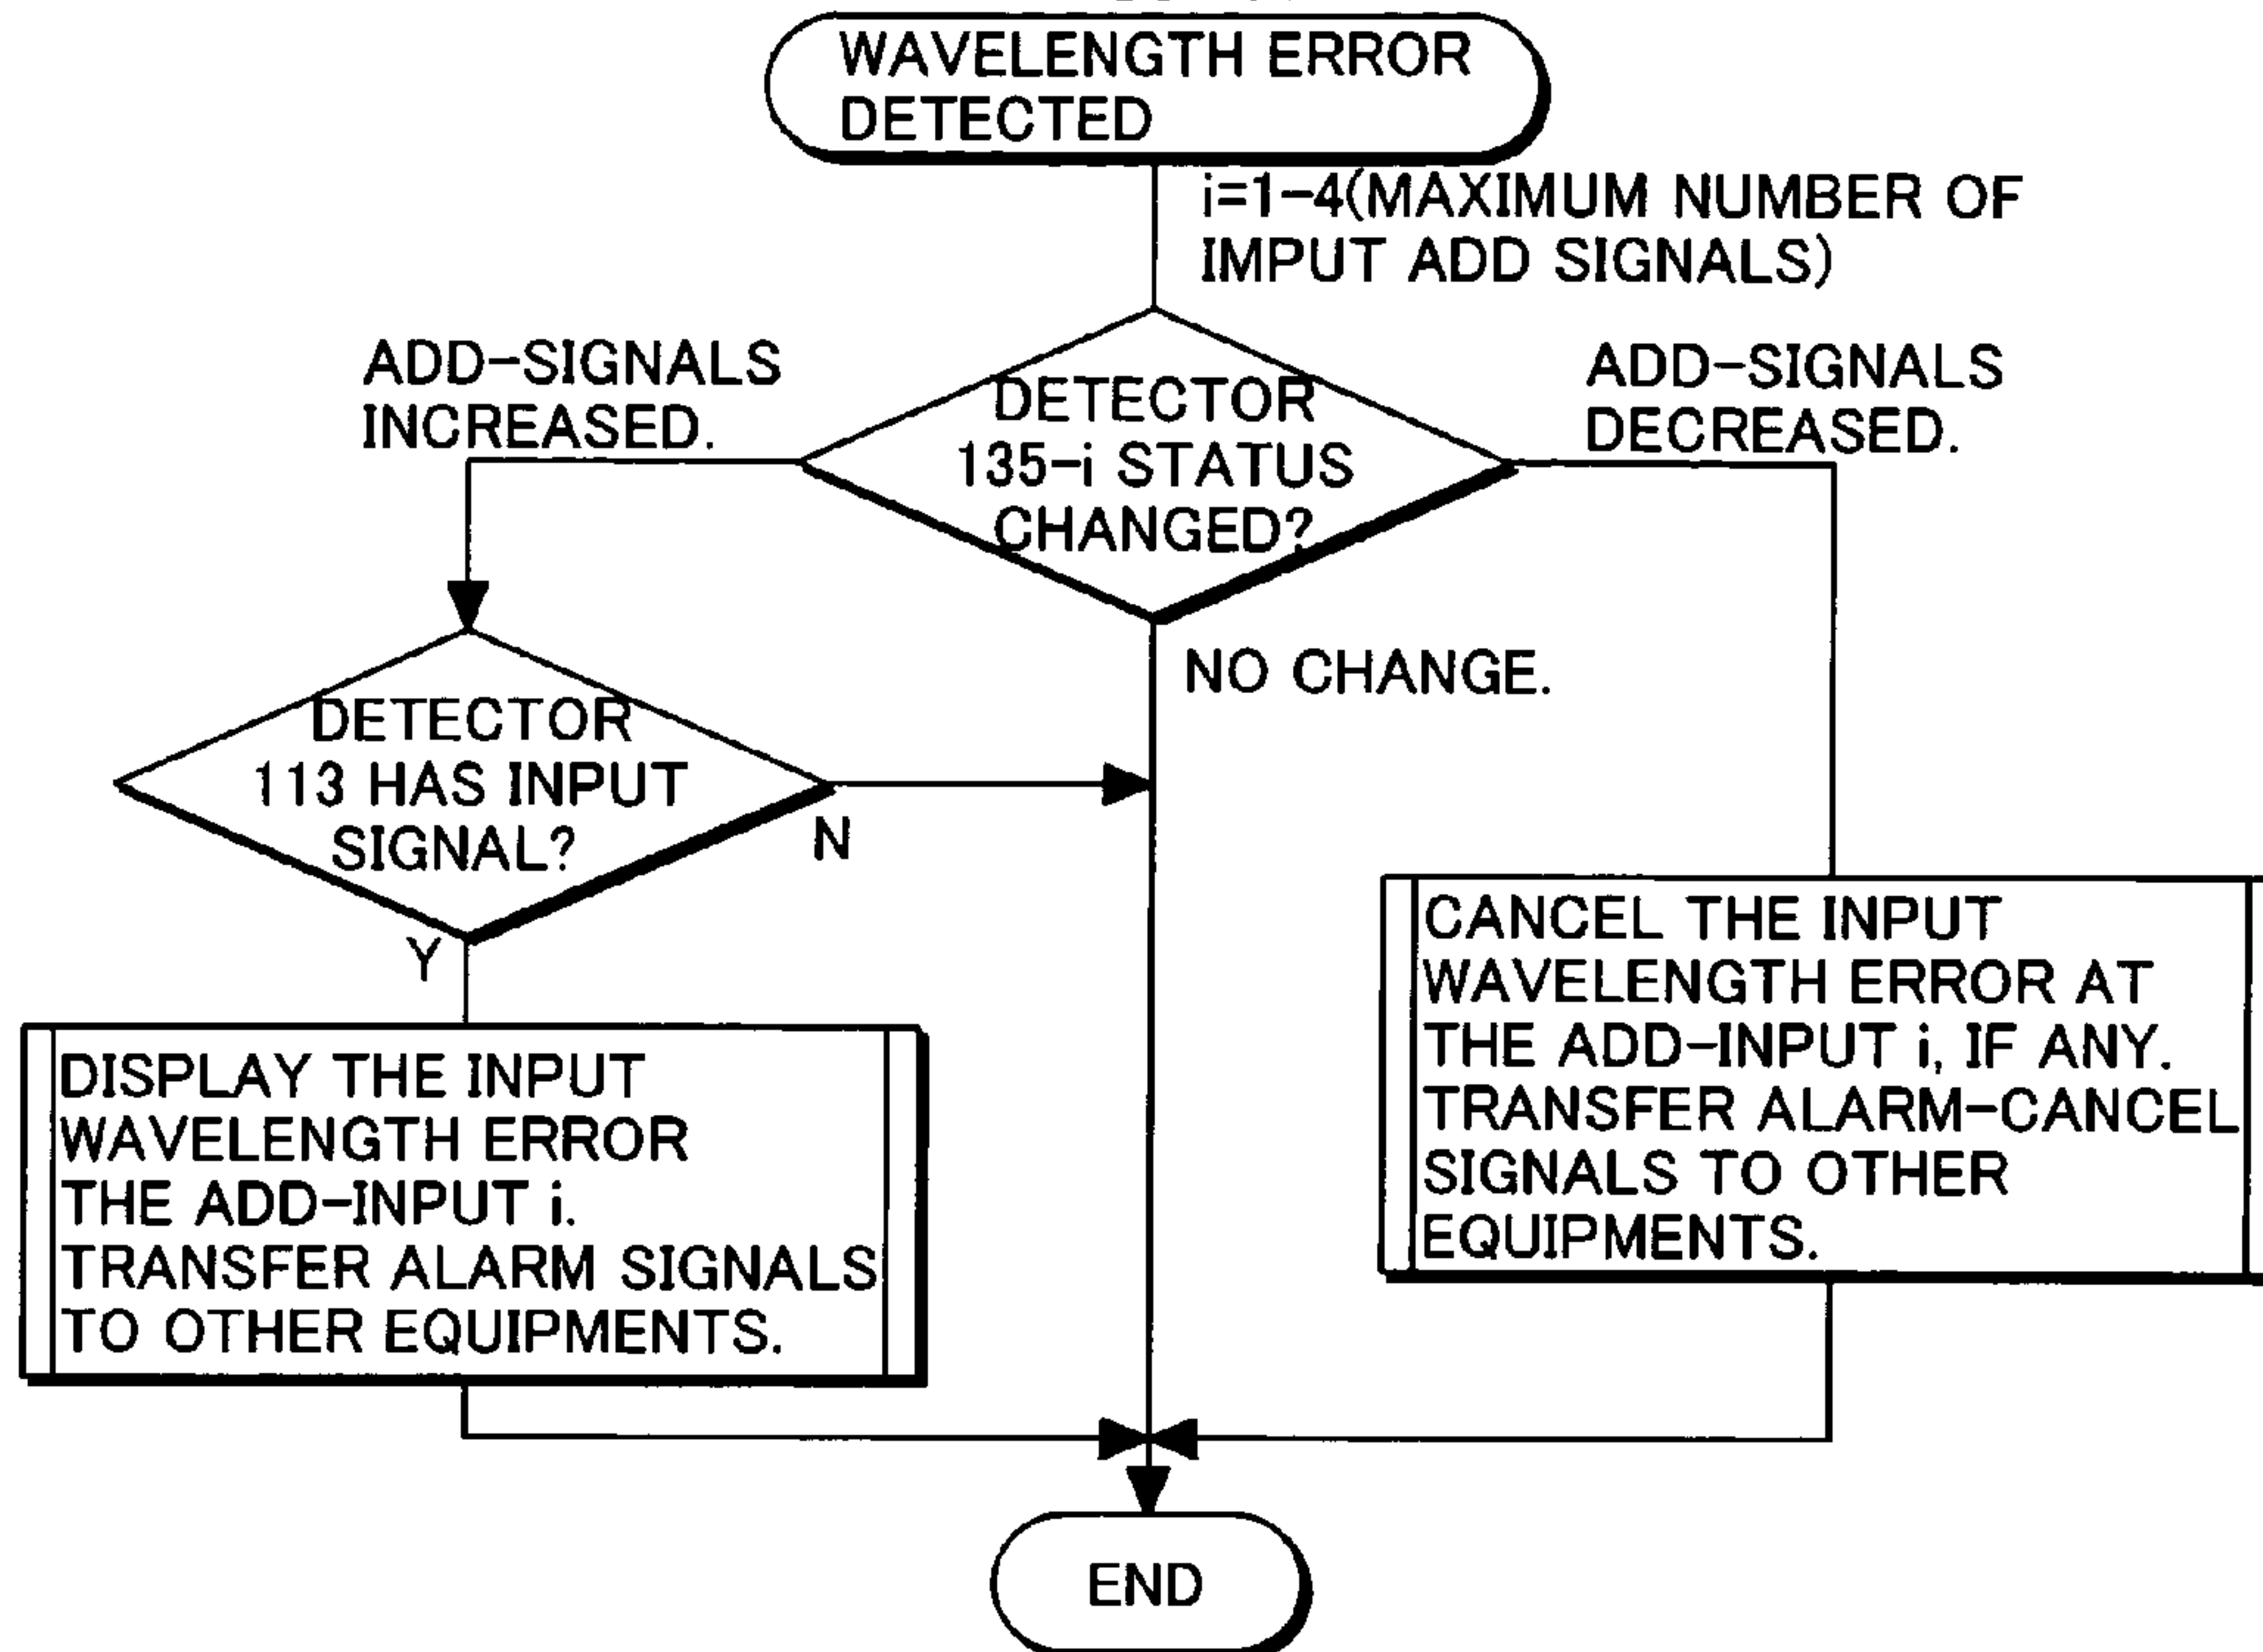 WAVELENGTH ERROR
DETECTED
i=1-4(MAXIMUM NUMBER OF
IMPUT ADD SIGNALS)
ADD-SIGNALS
INCREASED.
DETECTOR
135-i STATUS
CHANGED?
ADD-SIGNALS
DECREASED.
NO CHANGE.
DETECTOR
113 HAS INPUT
SIGNAL?
N
Y
DISPLAY THE INPUT
WAVELENGTH ERROR
THE ADD-INPUT i.
TRANSFER ALARM SIGNALS
TO OTHER EQUIPMENTS.
CANCEL THE INPUT
WAVELENGTH ERROR AT
THE ADD-INPUT i, IF ANY.
TRANSFER ALARM-CANCEL
SIGNALS TO OTHER
EQUIPMENTS.
END